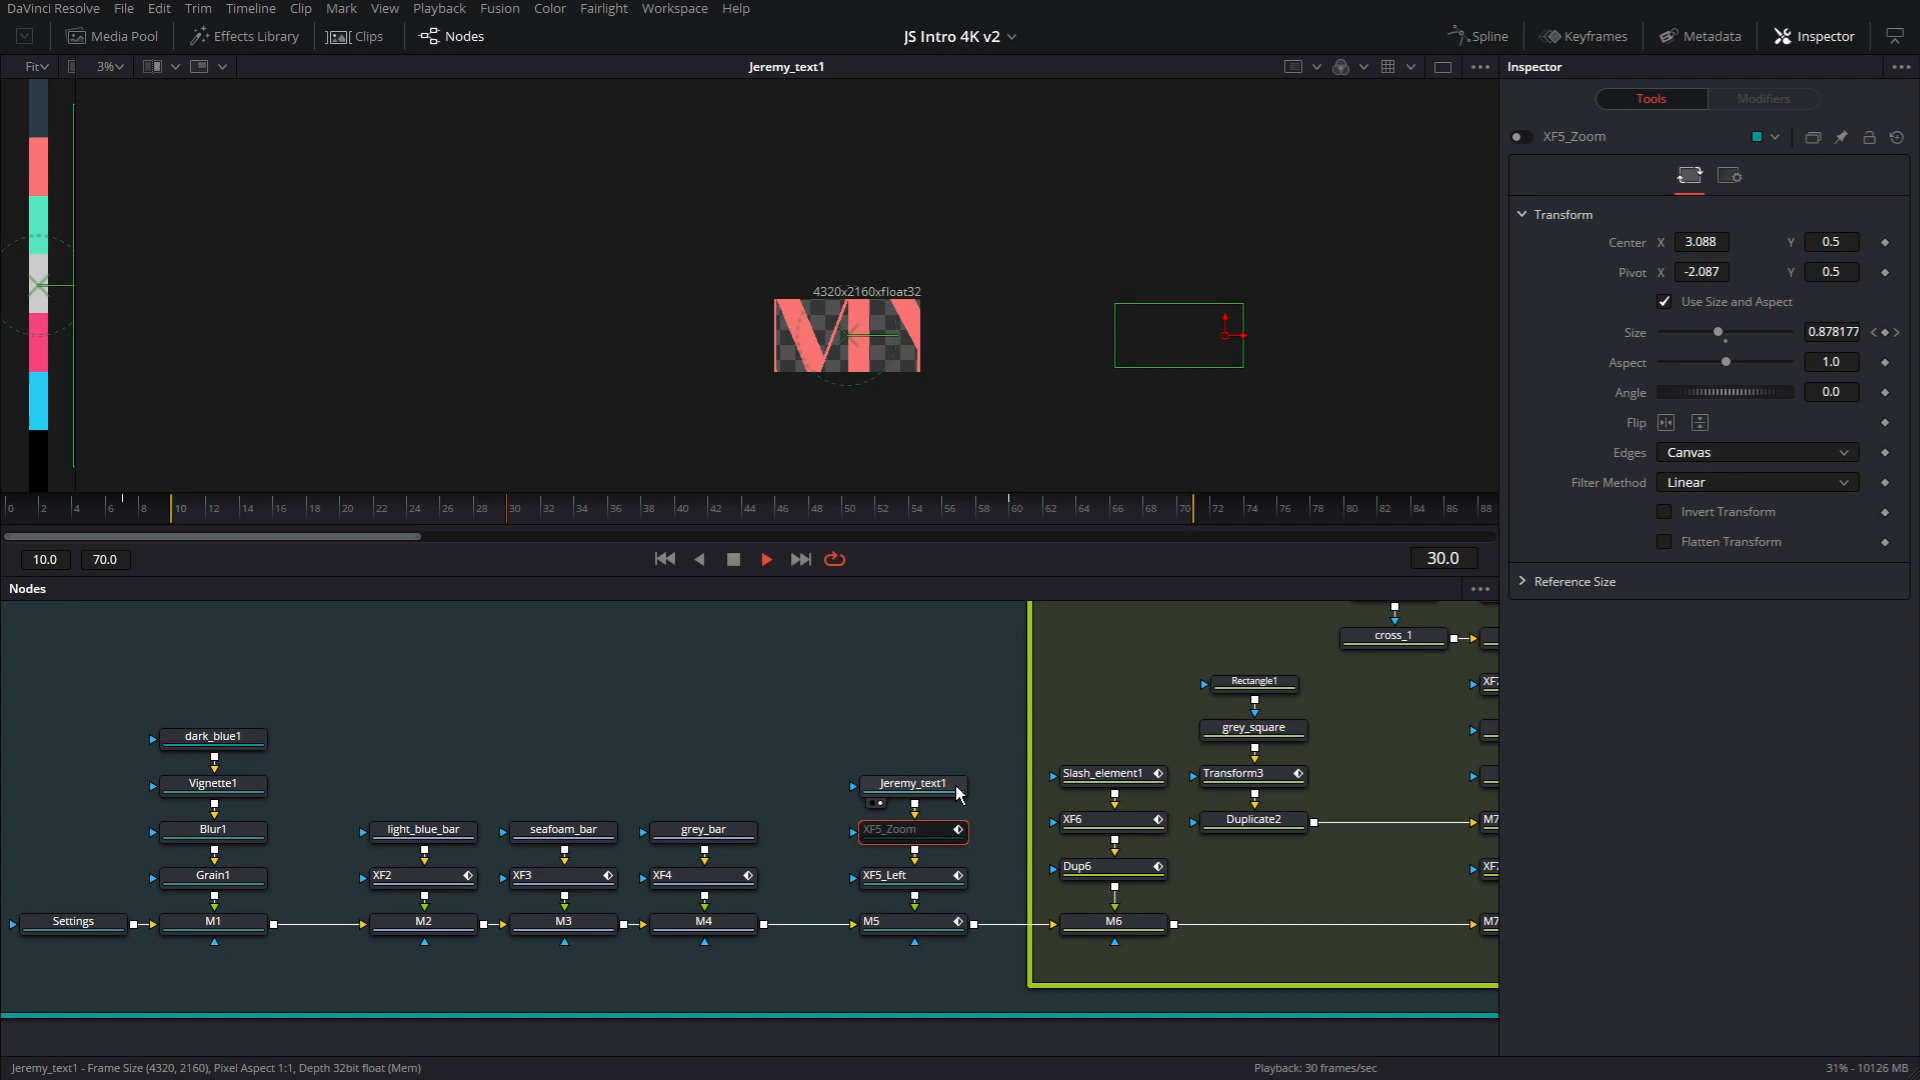 DaVinci Resolve File Edit Trim Timeline Clip Mark View Playback Fusion Color Fairlight Workspace Help
Media Pool Effects Library Clips Nodes JS Intro 4K v2 Spline Keyframes Metadata Inspector
Fit 3% Jeremy_text1 Inspector
Tools Modifiers
XF5_Zoom
Transform
Center X 3.088 Y 0.5
Pivot X -2.087 Y 0.5
4320x2160xfloat32
Use Size and Aspect
Size 0.878177
Aspect 1.0
Angle 0.0
Flip
Edges Canvas
Filter Method Linear
Invert Transform
Flatten Transform
Reference Size
0 2 4 6 8 10 12 14 16 18 20 22 24 26 28 30 32 34 36 38 40 42 44 46 48 50 52 54 56 58 60 62 64 66 68 70 72 74 76 78 80 82 84 86 88
10.0 70.0 30.0
Nodes
cross_1
Rectangle1 XF
dark_blue1 grey_square
Vignette1 Jeremy_text1 Slash_element1 Transform3
Blur1 light_blue_bar seafoam_bar grey_bar XF5_Zoom XF6 Duplicate2 M7
Grain1 XF2 XF3 XF4 XF5_Left Dup6 XF
Settings M1 M2 M3 M4 M5 M6 M7
Jeremy_text1 - Frame Size (4320, 2160), Pixel Aspect 1:1, Depth 32bit float (Mem) Playback: 30 frames/sec 31% - 10126 MB